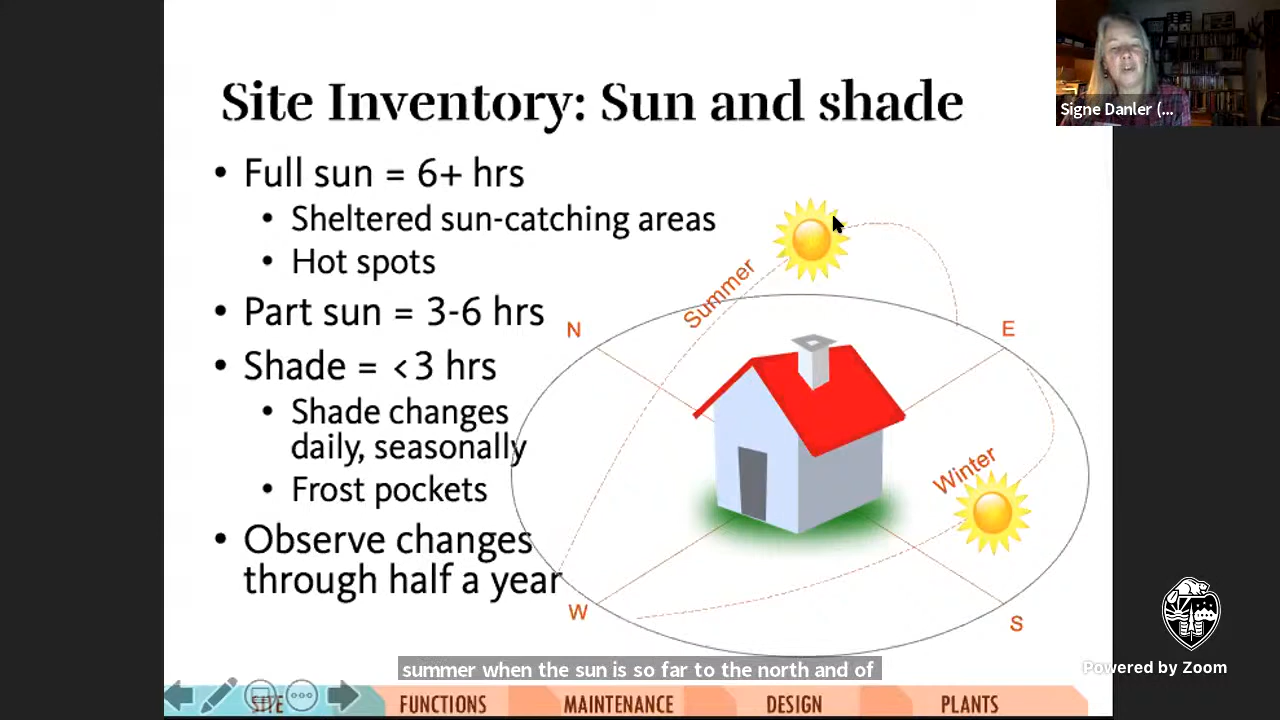 Site Inventory: Sun and shade
Signe Danler (...
• Full sun = 6+ hrs
• Sheltered sun-catching areas
• Hot spots
• Part sun = 3-6 hrs
• Shade = <3 hrs
• Shade changes
daily, seasonally
• Frost pockets
• Observe changes
through half a year
Summer
N
E
Winter
W
S
summer when the sun is so far to the north and of
Powered by Zoom
SITE
FUNCTIONS
MAINTENANCE
DESIGN
PLANTS